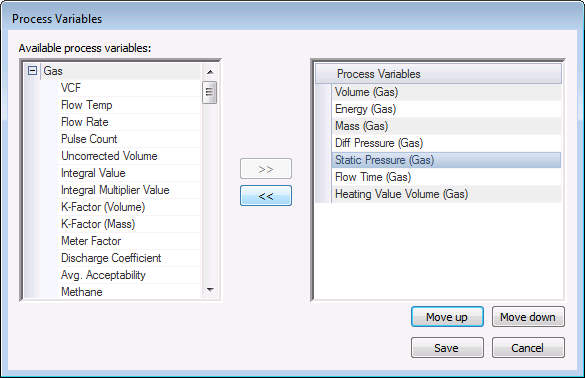 Process Variables
Available process variables:
Gas
VCF
Flow Temp
Flow Rate
Pulse Count
Uncorrected Volume
Integral Value
Integral Multiplier Value
K-Factor (Volume)
K-Factor (Mass)
Meter Factor
Discharge Coefficient
Avg. Acceptability
Methane
>>
<<
Process Variables
Volume (Gas)
Energy (Gas)
Mass (Gas)
Diff Pressure (Gas)
Static Pressure (Gas)
Flow Time (Gas)
Heating Value Volume (Gas)
Move up
Move down
Save
Cancel